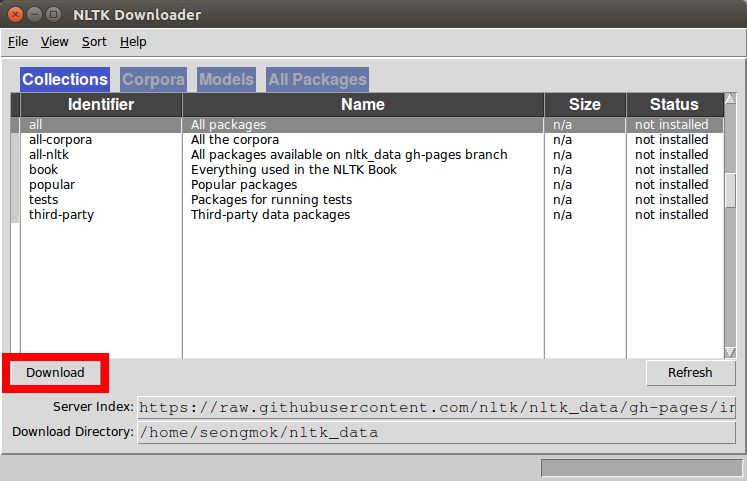 NLTK Downloader
File View Sort Help
Collections Corpora Models All Packages
Identifier Name Size Status
all All packages n/a not installed
all-corpora All the corpora n/a not installed
all-nltk All packages available on nltk_data gh-pages branch n/a not installed
book Everything used in the NLTK Book n/a not installed
popular Popular packages n/a not installed
tests Packages for running tests n/a not installed
third-party Third-party data packages n/a not installed
Download Refresh
Server Index: https://raw.githubusercontent.com/nltk/nltk_data/gh-pages/in
Download Directory: /home/seongmok/nltk_data